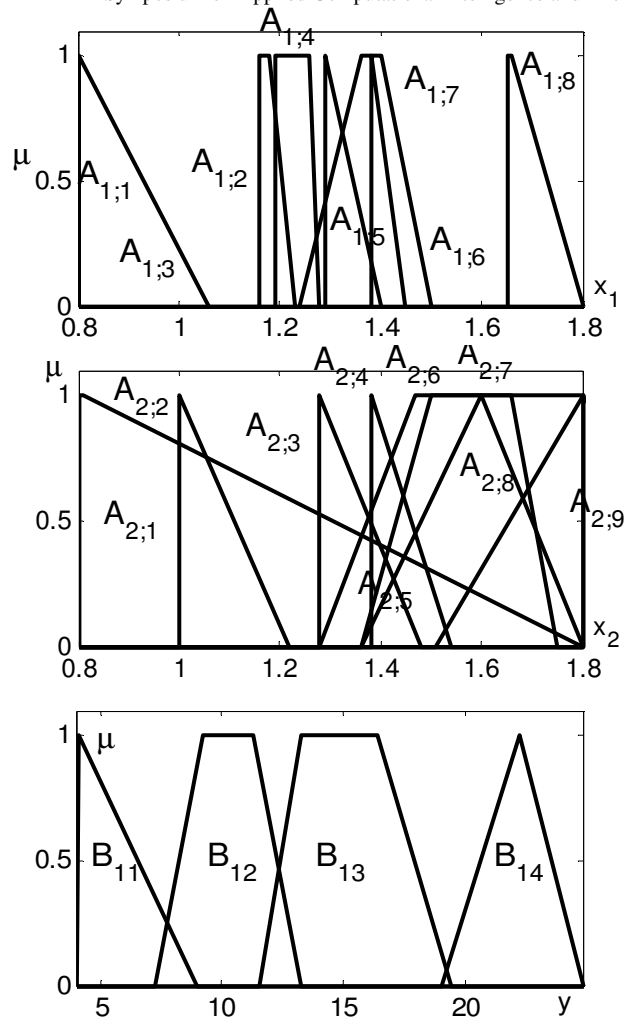 A1;4
1
A1;7
A1;8
μ
A1;1
A1;2
0.5
A1;5
A1;3
A1;6
0
x1
0.8 1 1.2 1.4 1.6 1.8
μ
A2;4 A2;6 A2;7
1
A2;2
A2;3
A2;8
A2;1
0.5
A2;9
A2;5
0
x2
0.8 1 1.2 1.4 1.6 1.8
1
μ
0.5
B11 B12 B13 B14
0
5 10 15 20 y